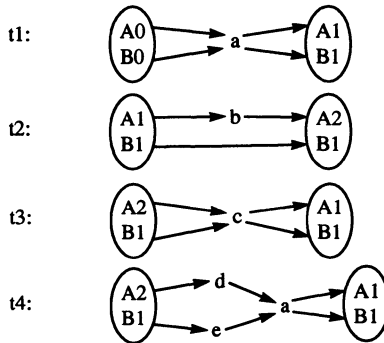 t1: A0 B0 a A1 B1
t2: A1 B1 b A2 B1
t3: A2 B1 c A1 B1
t4: A2 B1 d e a A1 B1